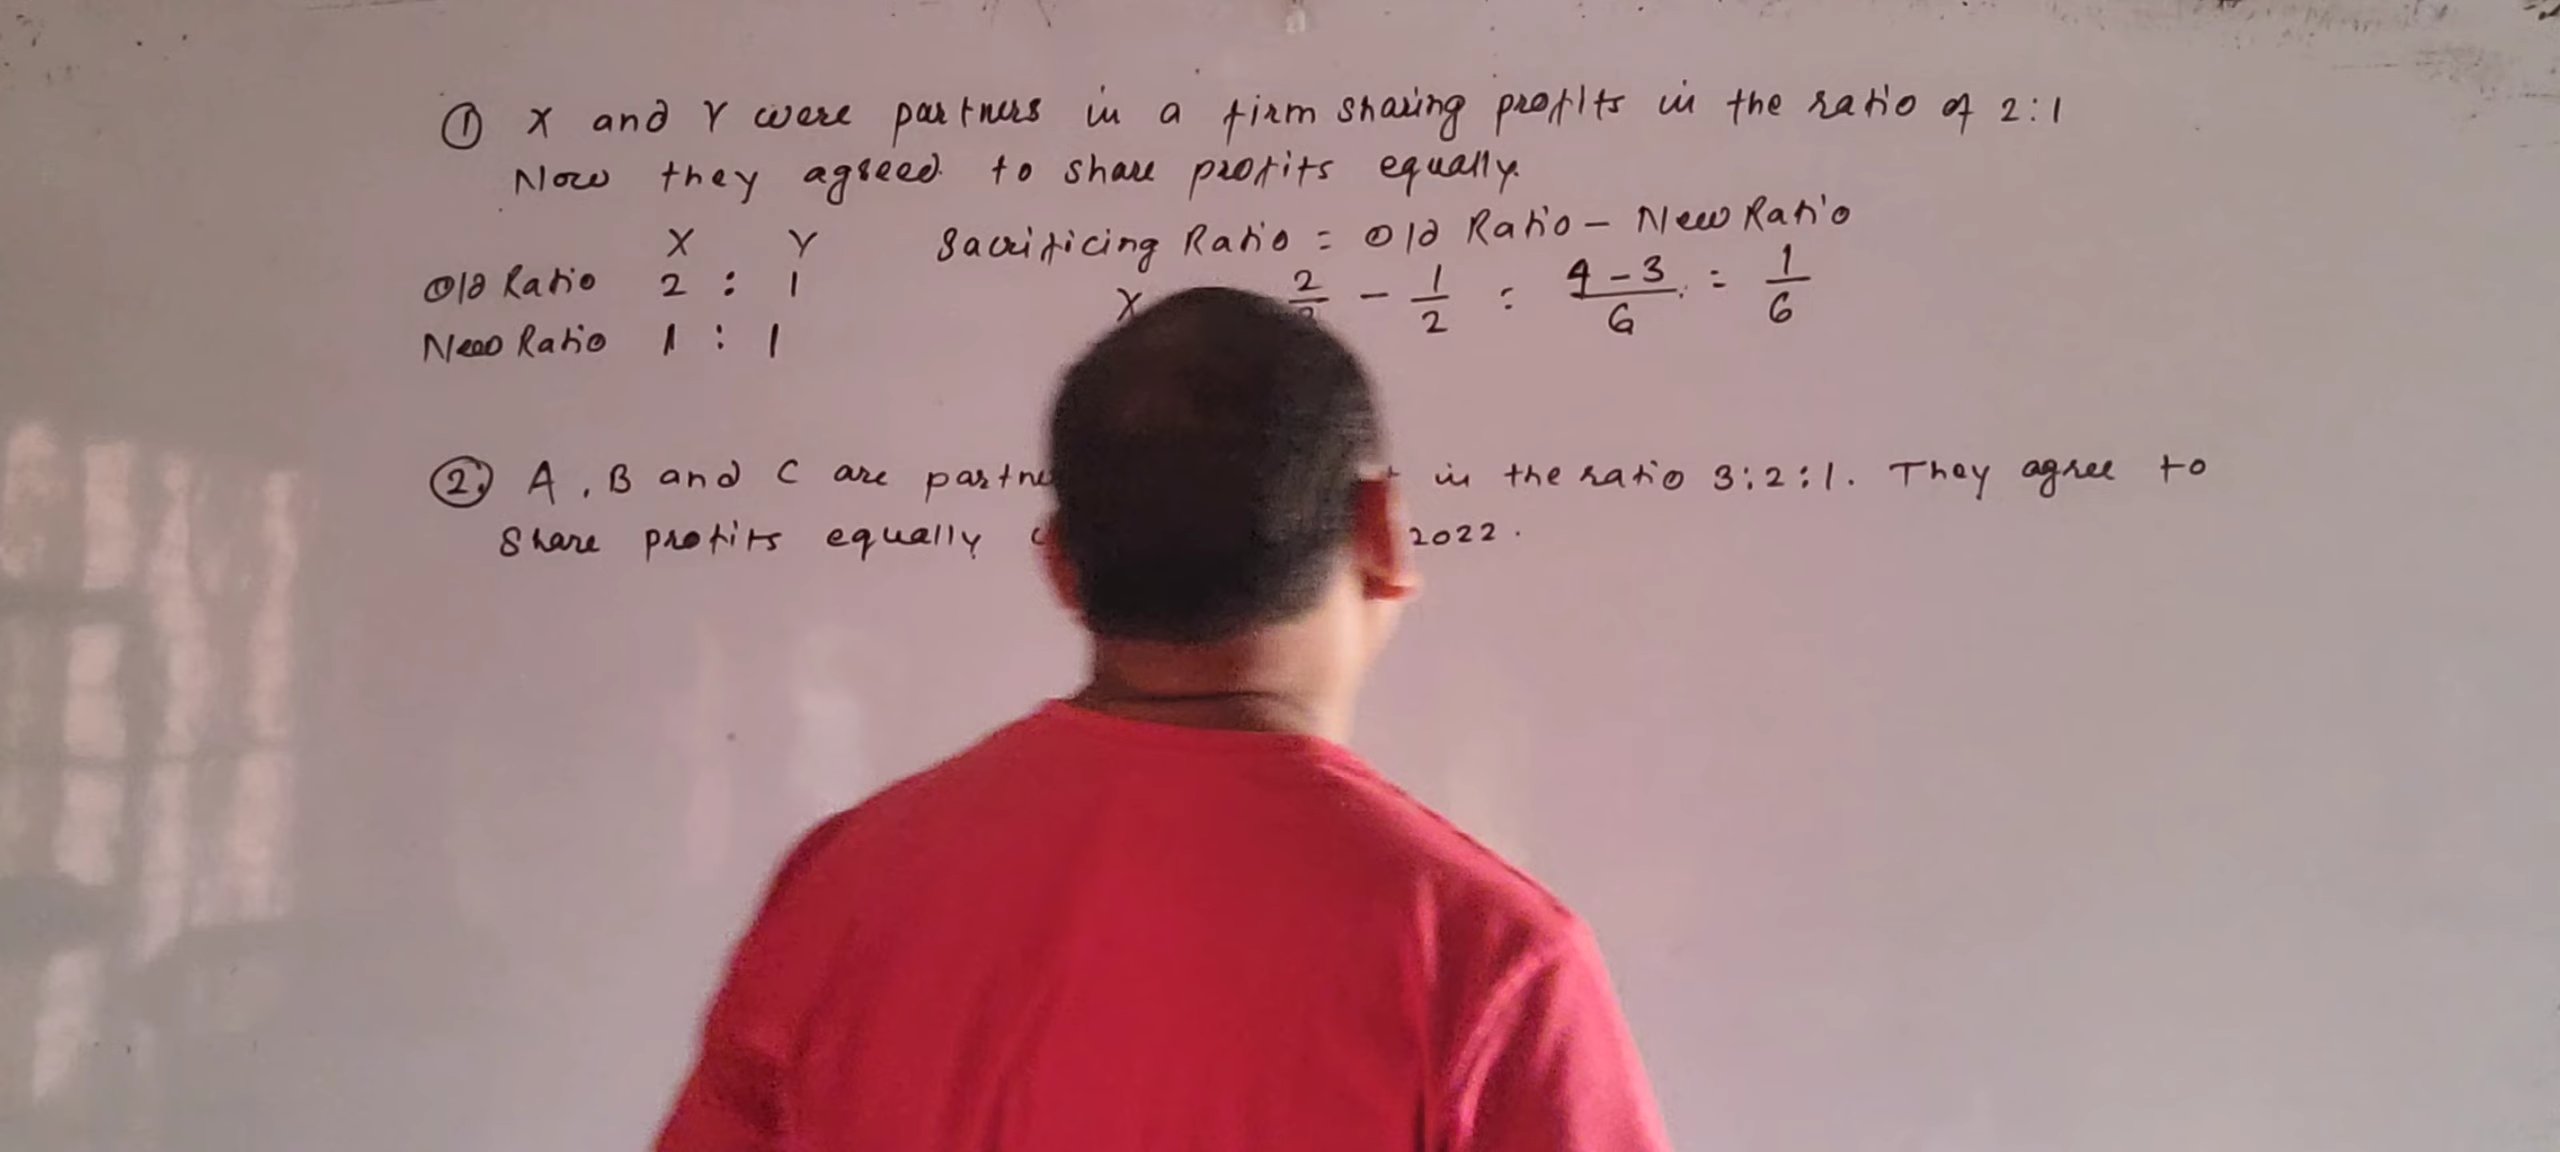 ① X and Y were partners in a firm sharing profits in the ratio of 2:1
Now they agreed to share profits equally.
X Y
Old Ratio 2 : 1
New Ratio 1 : 1
Sacrificing Ratio = Old Ratio - New Ratio
X - 1/2 = 4-3/6 = 1/6
② A, B and C are in the ratio 3:2:1. They agree to
Share profits equally 2022.